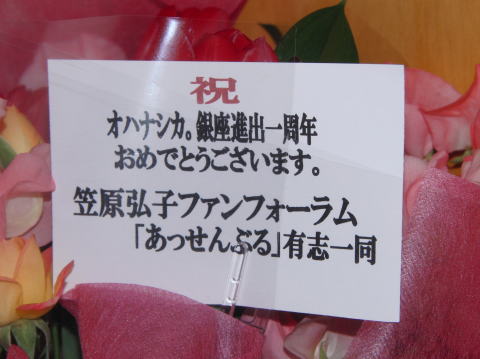 祝
オハナシカ。銀座進出一周年
おめでとうございます。
笠原弘子ファンフォーラム
「あっせんぶる」有志一同